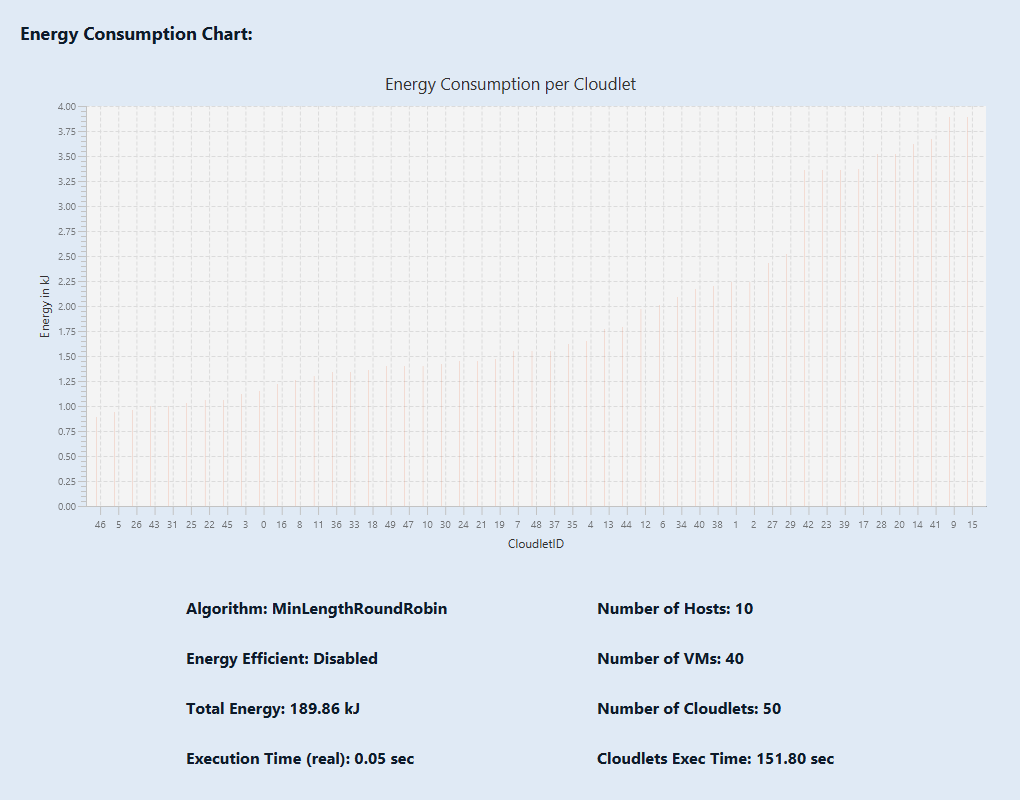 Energy Consumption Chart:
Energy Consumption per Cloudlet
4.00
3.75
3.50
3.25
3.00
2.75
2.50
2.25
2.00
1.75
1.50
1.25
1.00
0.75
0.50
0.25
0.00
Energy in kJ
46 5 26 43 31 25 22 45 3 0 16 8 11 36 33 18 49 47 10 30 24 21 19 7 48 37 35 4 13 44 12 6 34 40 38 1 2 27 29 42 23 39 17 28 20 14 41 9 15
CloudletID
Algorithm: MinLengthRoundRobin
Number of Hosts: 10
Energy Efficient: Disabled
Number of VMs: 40
Total Energy: 189.86 kJ
Number of Cloudlets: 50
Execution Time (real): 0.05 sec
Cloudlets Exec Time: 151.80 sec